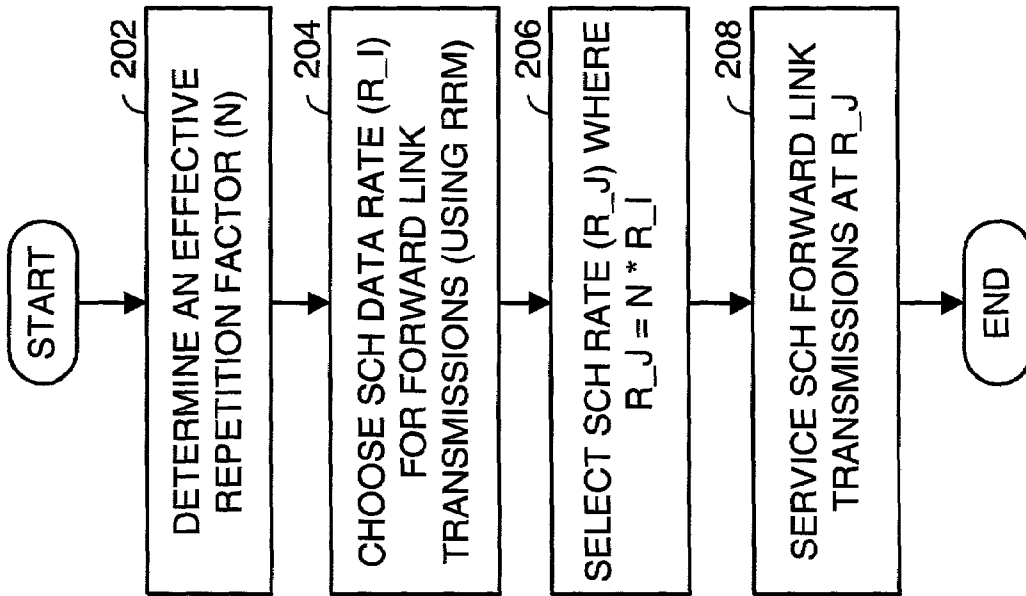 START
202
DETERMINE AN EFFECTIVE
REPETITION FACTOR (N)
204
CHOOSE SCH DATA RATE (R_I)
FOR FORWARD LINK
TRANSMISSIONS (USING RRM)
206
SELECT SCH RATE (R_J) WHERE
R_J = N * R_I
208
SERVICE SCH FORWARD LINK
TRANSMISSIONS AT R_J
END